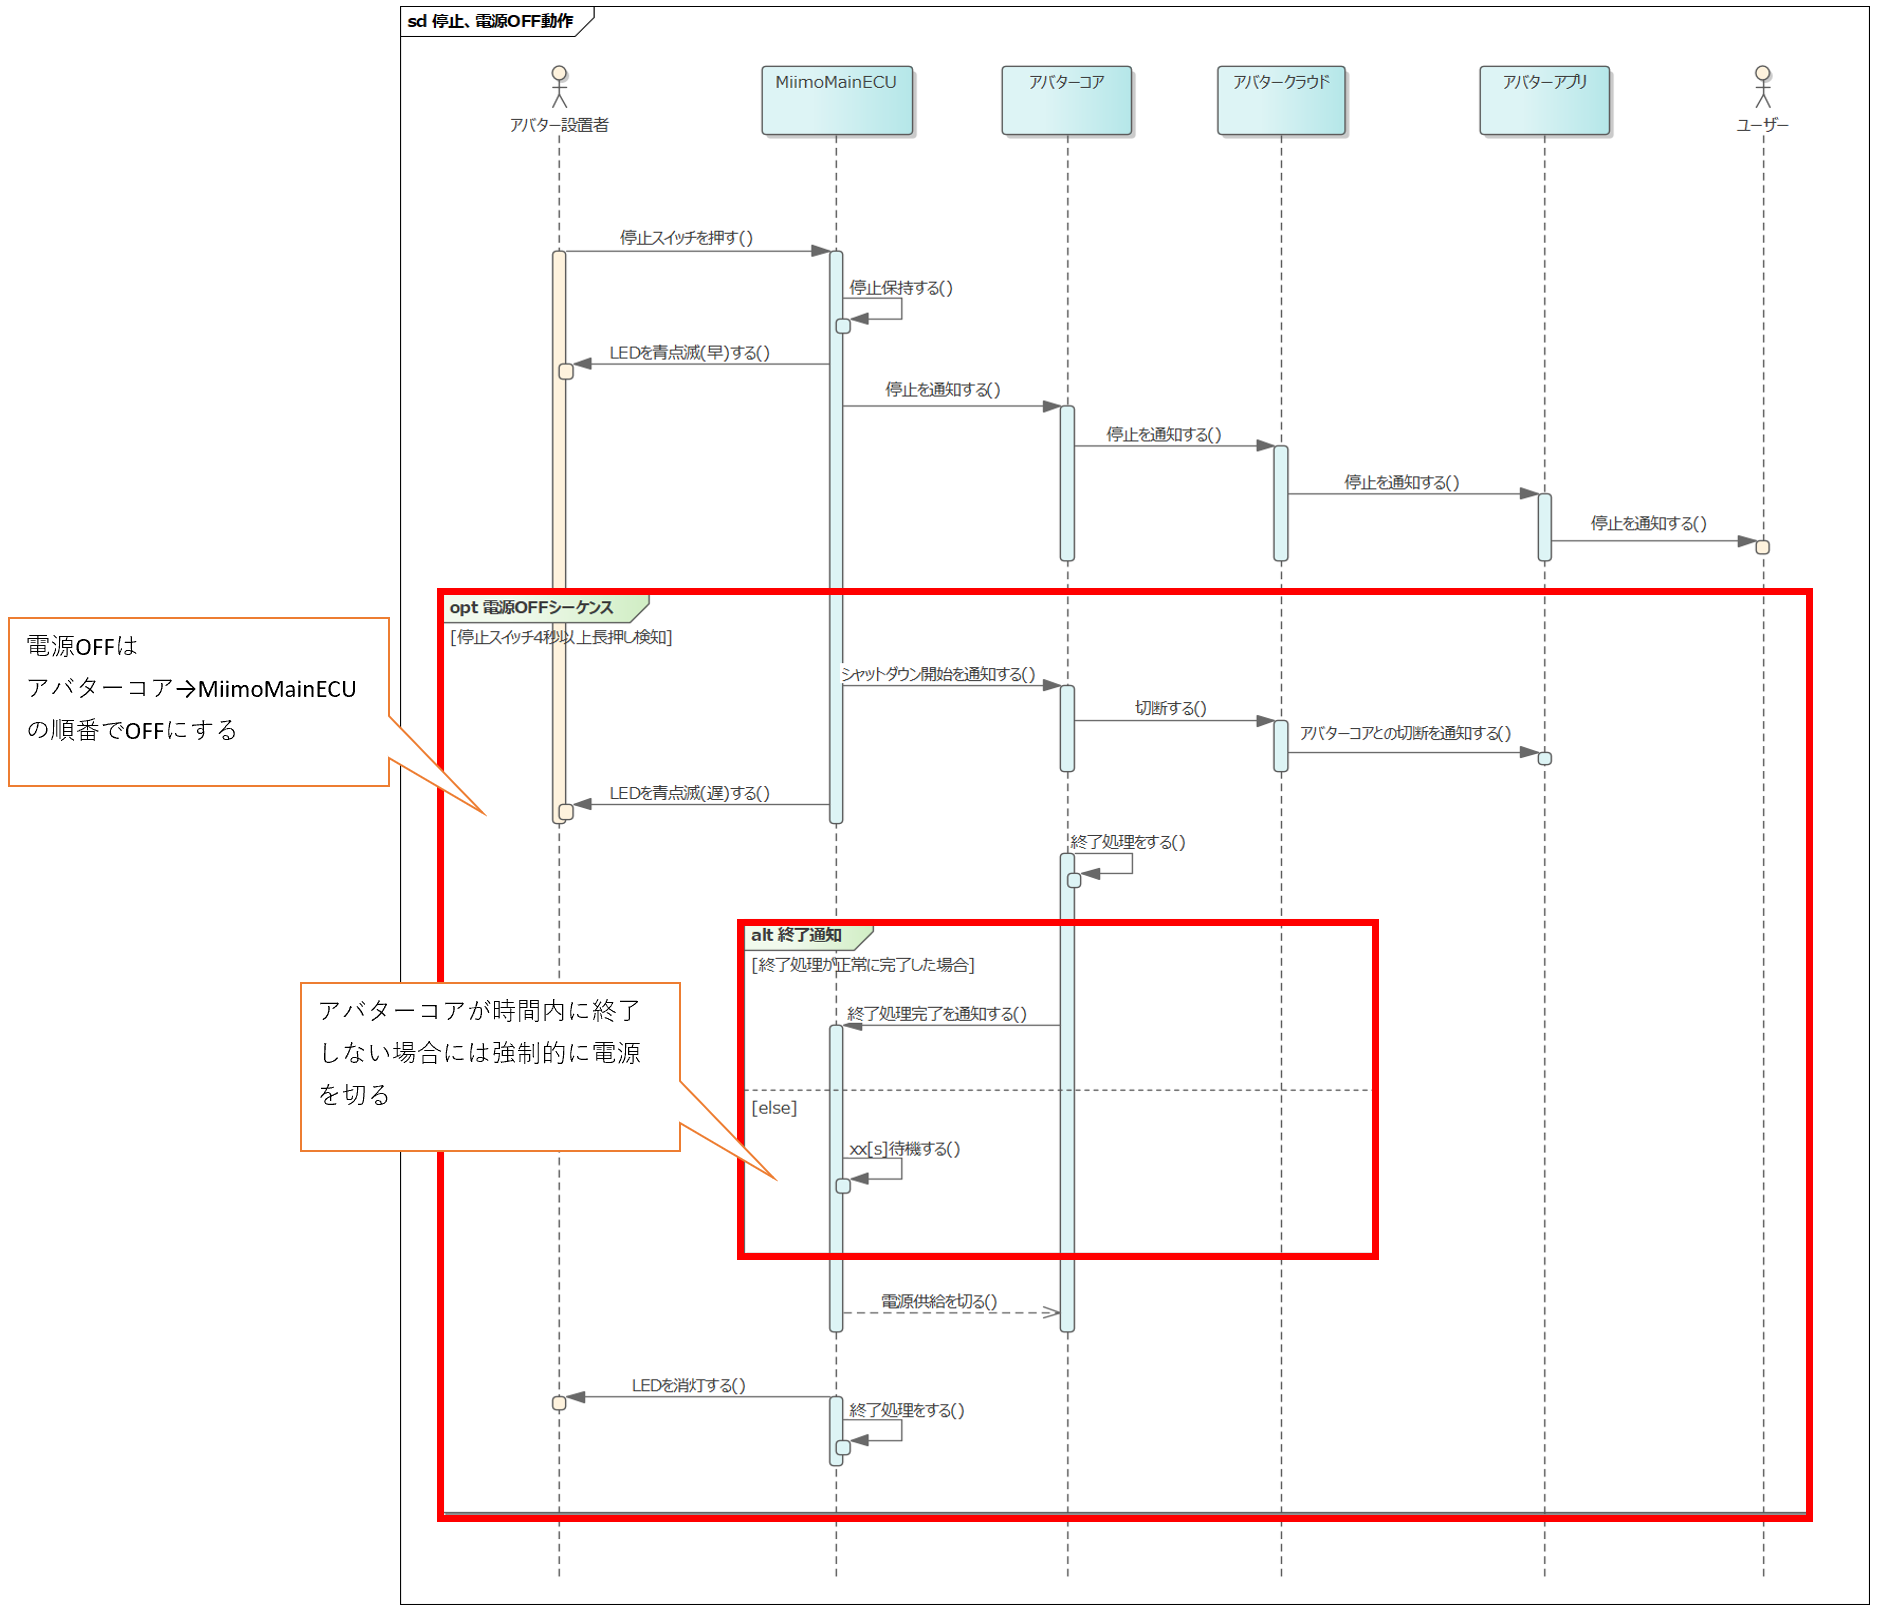 sd 停止、電源OFF動作
アバター設置者
MiimoMainECU
アバターコア
アバタークラウド
アバターアプリ
ユーザー
停止スイッチを押す()
停止保持する()
LEDを青点滅(早)する()
停止を通知する()
停止を通知する()
停止を通知する()
停止を通知する()
opt 電源OFFシーケンス
[停止スイッチ4秒以上長押し検知]
電源OFFは
アバターコア→MiimoMainECU
の順番でOFFにする
シャットダウン開始を通知する()
切断する()
アバターコアとの切断を通知する()
LEDを青点滅(遅)する()
終了処理をする()
alt 終了通知
[終了処理が正常に完了した場合]
アバターコアが時間内に終了
しない場合には強制的に電源
を切る
終了処理完了を通知する()
[else]
xx[s]待機する()
電源供給を切る()
LEDを消灯する()
終了処理をする()